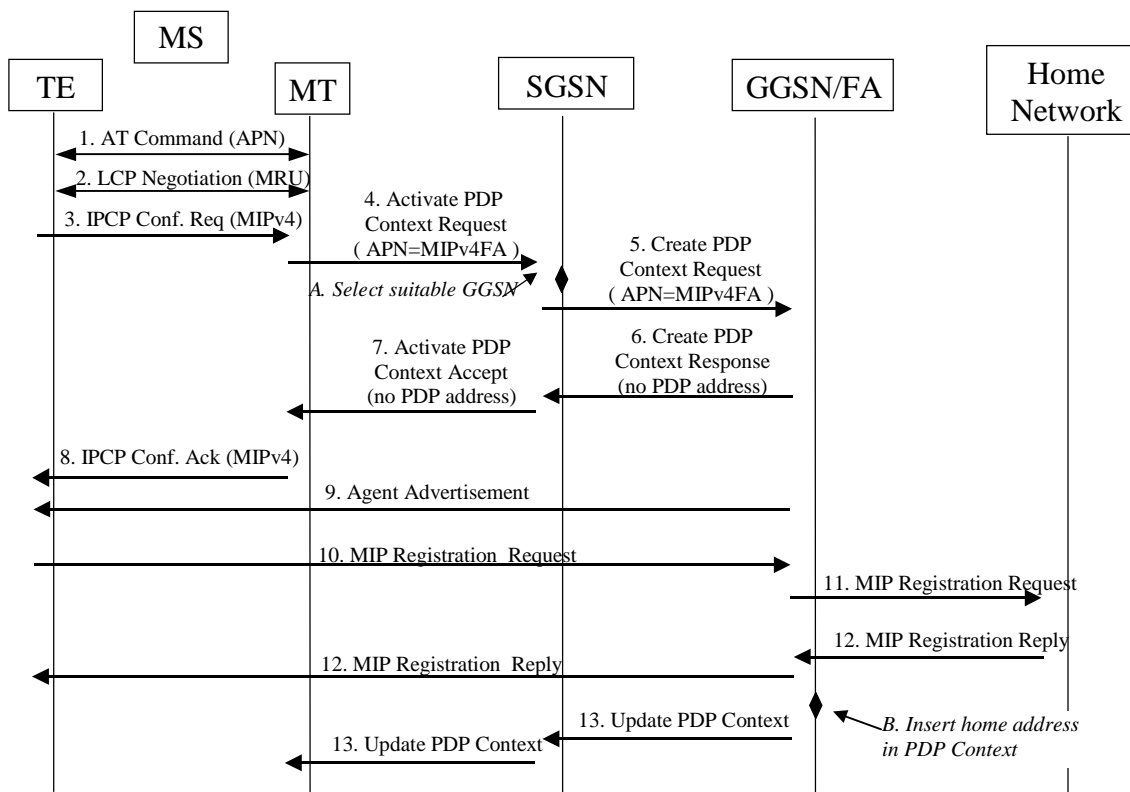 MS
TE
MT
SGSN
GGSN/FA
Home
Network
1. AT Command (APN)
2. LCP Negotiation (MRU)
3. IPCP Conf. Req (MIPv4)
4. Activate PDP
Context Request
( APN=MIPv4FA )
A. Select suitable GGSN
5. Create PDP
Context Request
( APN=MIPv4FA )
6. Create PDP
Context Response
(no PDP address)
7. Activate PDP
Context Accept
(no PDP address)
8. IPCP Conf. Ack (MIPv4)
9. Agent Advertisement
10. MIP Registration Request
11. MIP Registration Request
12. MIP Registration Reply
12. MIP Registration Reply
13. Update PDP Context
B. Insert home address
in PDP Context
13. Update PDP Context